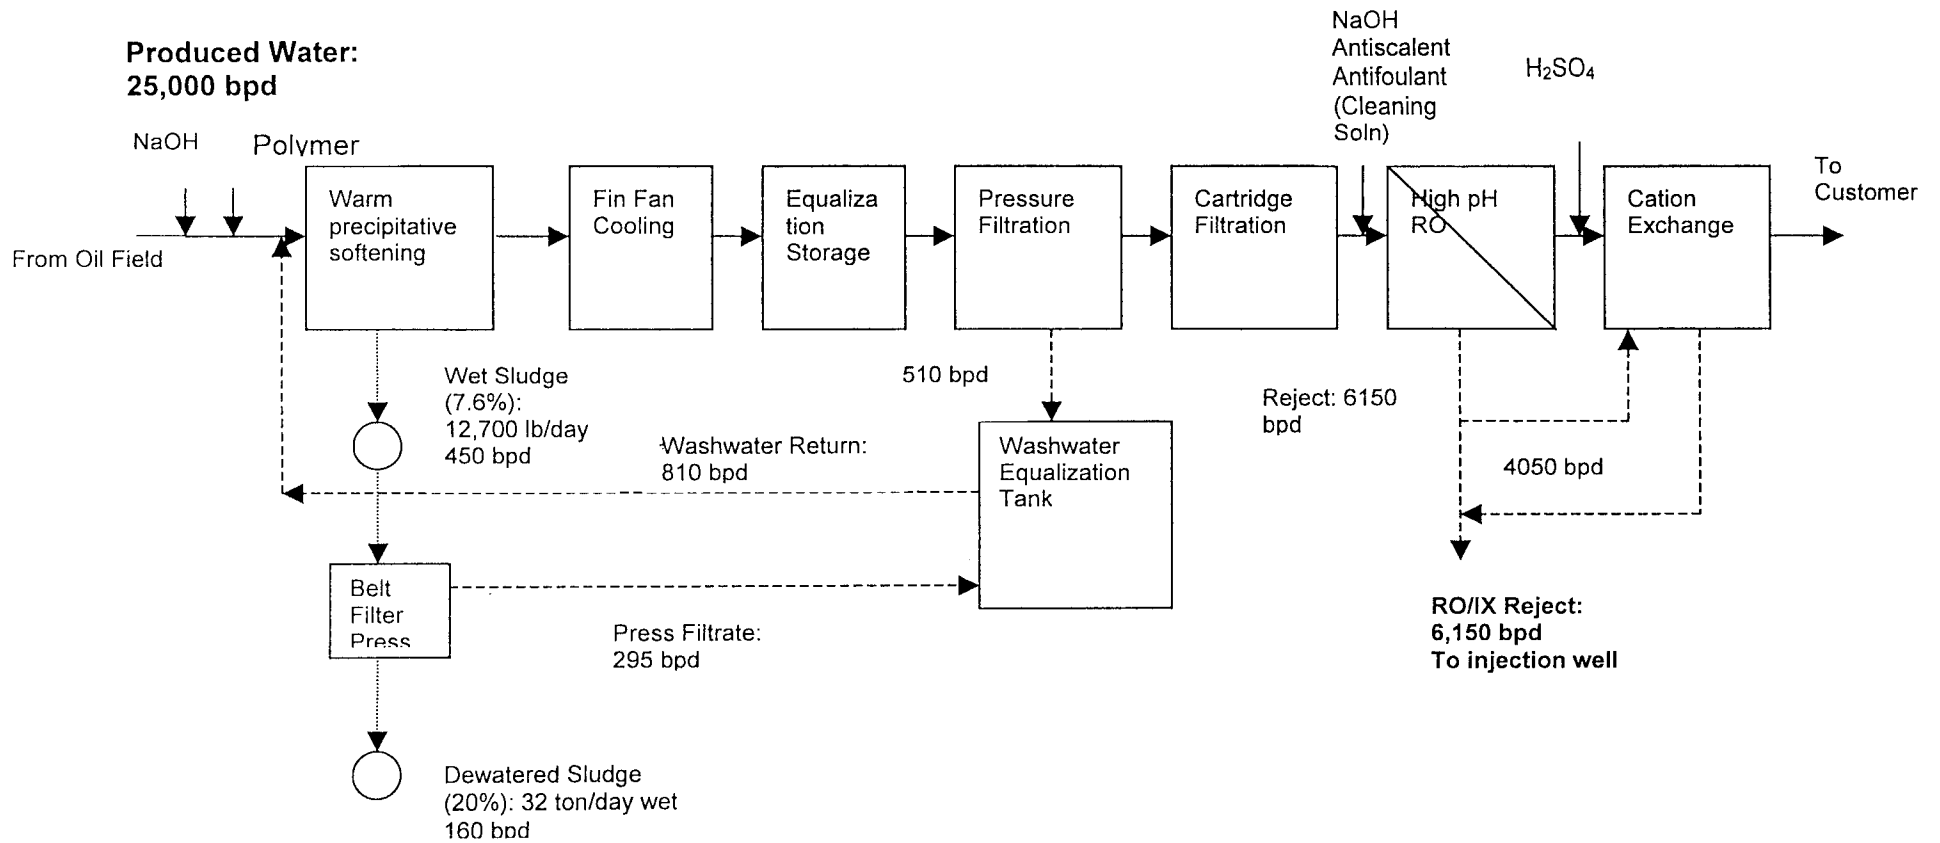 Produced Water:
25,000 bpd
NaOH
Polymer
From Oil Field
Warm
precipitative
softening
Fin Fan
Cooling
Equaliza
tion
Storage
Pressure
Filtration
Cartridge
Filtration
NaOH
Antiscalent
Antifoulant
(Cleaning
Soln)
High pH
RO
H₂SO₄
Cation
Exchange
To
Customer
Wet Sludge
(7.6%):
12,700 lb/day
450 bpd
Washwater Return:
810 bpd
510 bpd
Washwater
Equalization
Tank
Reject: 6150
bpd
4050 bpd
Belt
Filter
Press
Press Filtrate:
295 bpd
RO/IX Reject:
6,150 bpd
To injection well
Dewatered Sludge
(20%): 32 ton/day wet
160 bpd